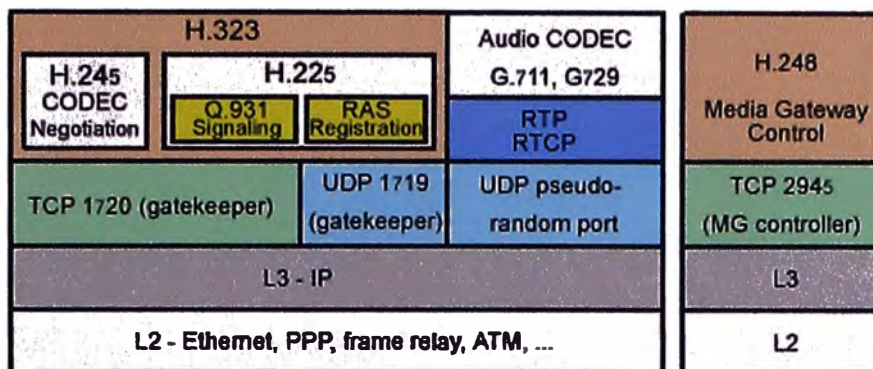 H.323
H.245
CODEC
Negotiation
H.225
Q.931
Signaling
RAS
Registration
Audio CODEC
G.711, G729
RTP
RTCP
TCP 1720 (gatekeeper)
UDP 1719
(gatekeeper)
UDP pseudo-
random port
L3 - IP
L2 - Ethernet, PPP, frame relay, ATM, ...
H.248
Media Gateway
Control
TCP 2945
(MG controller)
L3
L2